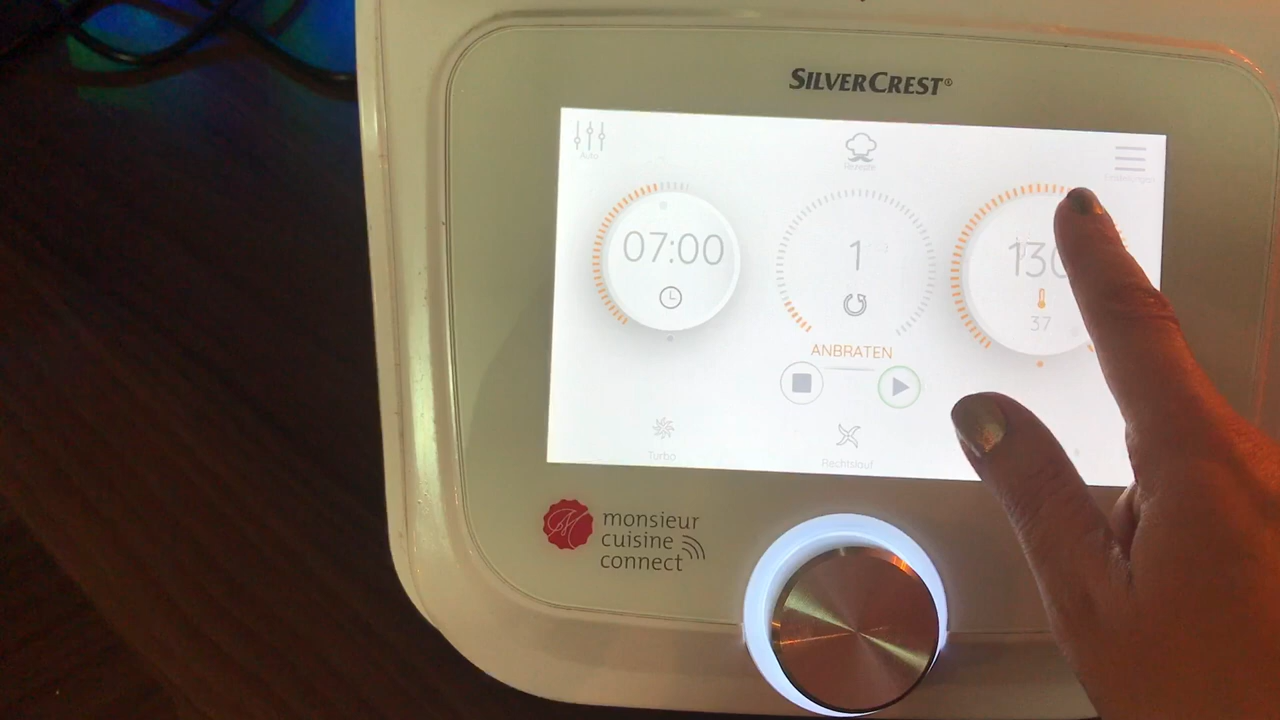 SILVERCREST®
Auto
Rezepte
07:00
1
130
37
ANBRATEN
Turbo
Rechtslauf
monsieur
cuisine
connect